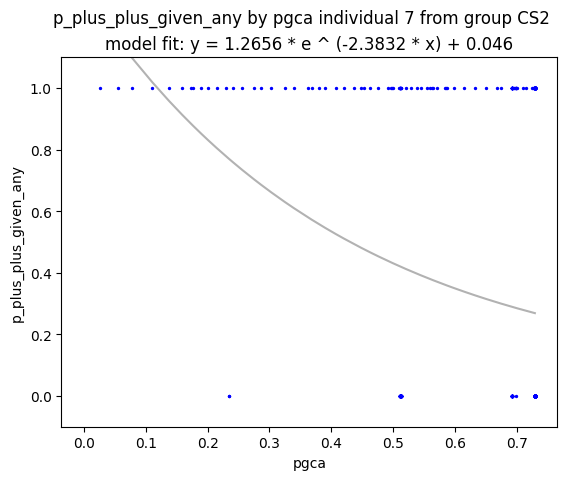 p_plus_plus_given_any by pgca individual 7 from group CS2
model fit: y = 1.2656 * e ^ (-2.3832 * x) + 0.046
1.0
0.8
0.6
0.4
0.2
0.0
p_plus_plus_given_any
0.0 0.1 0.2 0.3 0.4 0.5 0.6 0.7
pgca